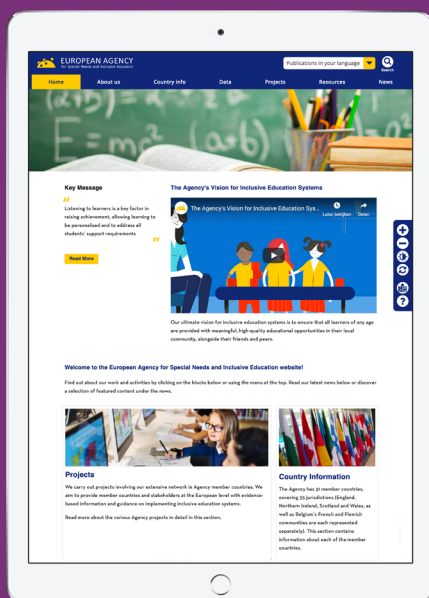 EUROPEAN AGENCY
for Special Needs and Inclusive Education
Publications in your language
Search
Home
About us
Country info
Data
Projects
Resources
News
Key Message
Listening to learners is a key factor in
raising achievement, allowing learning to
be personalised and to address all
students' support requirements
Read More
The Agency's Vision for Inclusive Education Systems
The Agency's Vision for Inclusive Education Sys...
Later bekijken
Delen
Our ultimate vision for inclusive education systems is to ensure that all learners of any age
are provided with meaningful, high-quality educational opportunities in their local
community, alongside their friends and peers.
Welcome to the European Agency for Special Needs and Inclusive Education website!
Find out about our work and activities by clicking on the blocks below or using the menu at the top. Read our latest news below or discover
a selection of featured content under the news.
Projects
We carry out projects involving our extensive network in Agency member countries. We
aim to provide member countries and stakeholders at the European level with evidence-
based information and guidance on implementing inclusive education systems.
Read more about the various Agency projects in detail in this section.
Country Information
The Agency has 31 member countries,
covering 35 jurisdictions (England,
Northern Ireland, Scotland and Wales, as
well as Belgium's French and Flemish
communities are each represented
separately). This section contains
information about each of the member
countries.